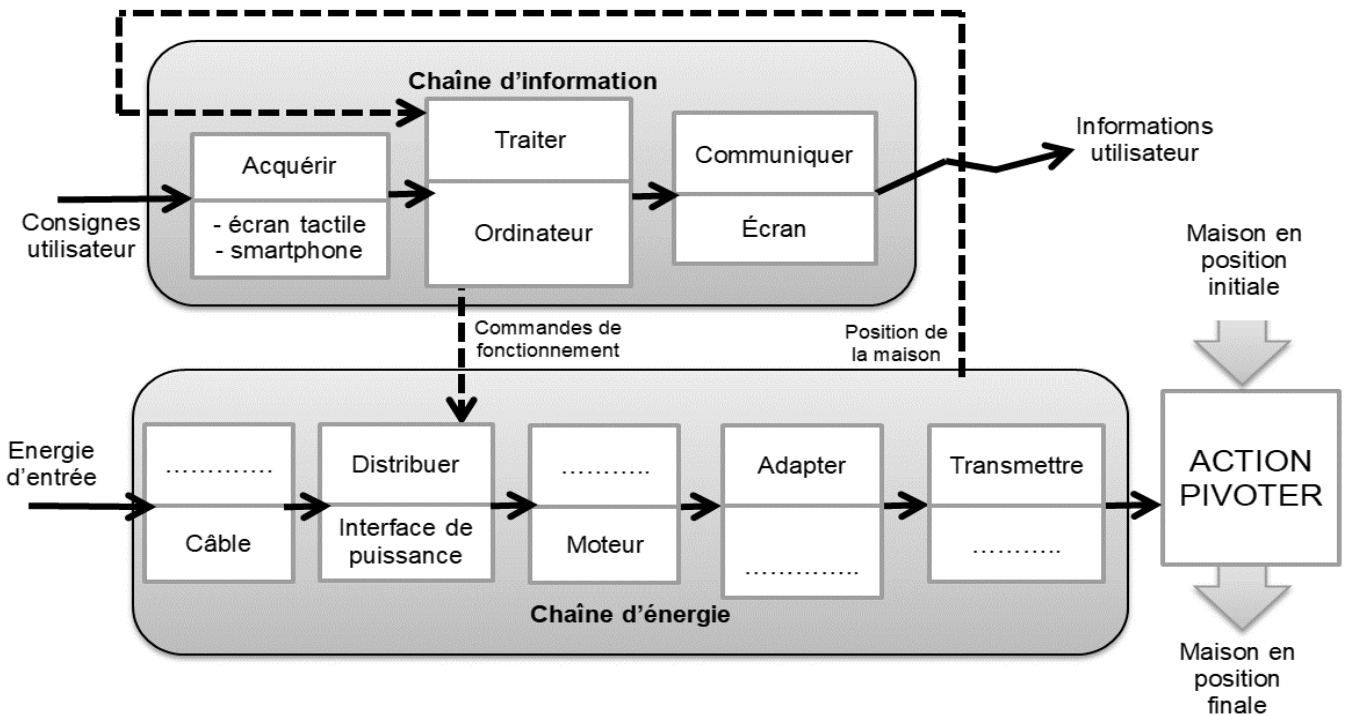 Chaîne d'information
Acquérir
- écran tactile
- smartphone
Traiter
Ordinateur
Communiquer
Écran
Consignes
utilisateur
Informations
utilisateur
Commandes de
fonctionnement
Position de
la maison
Maison en
position
initiale
Energie
d'entrée
………….
Câble
Distribuer
Interface de
puissance
………..
Moteur
Adapter
…………..
Transmettre
………..
Chaîne d'énergie
ACTION
PIVOTER
Maison en
position
finale